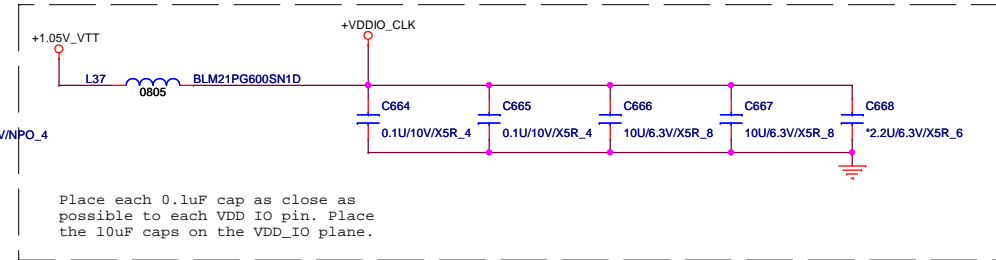 +VDDIO_CLK
+1.05V_VTT
L37
BLM21PG600SN1D
0805
C664
C665
C666
C667
C668
0.1U/10V/X5R_4
0.1U/10V/X5R_4
10U/6.3V/X5R_8
10U/6.3V/X5R_8
*2.2U/6.3V/X5R_6
V/NPO_4
Place each 0.1uF cap as close as
possible to each VDD IO pin. Place
the 10uF caps on the VDD_IO plane.